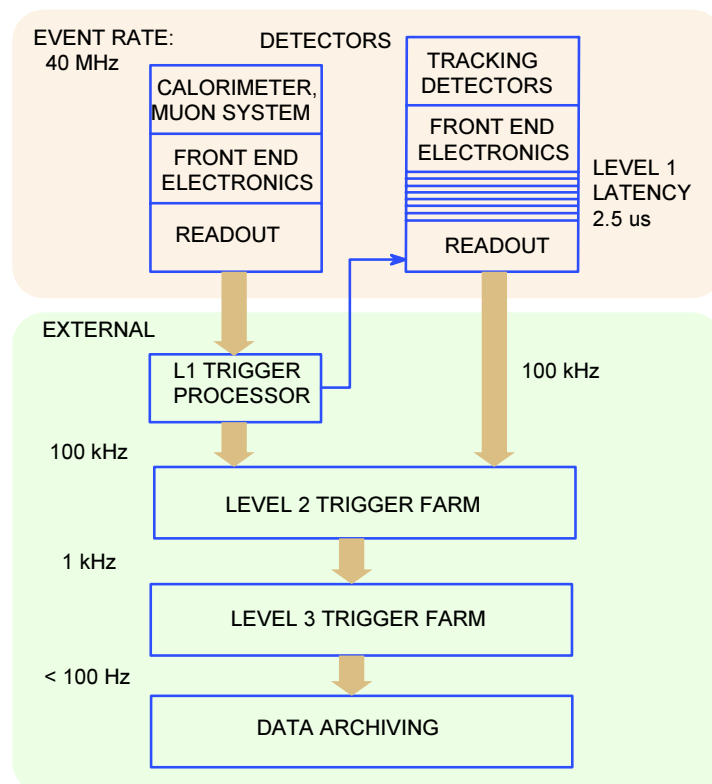 EVENT RATE:
40 MHz
DETECTORS
CALORIMETER,
MUON SYSTEM
FRONT END
ELECTRONICS
READOUT
TRACKING
DETECTORS
FRONT END
ELECTRONICS
READOUT
LEVEL 1
LATENCY
2.5 us
EXTERNAL
L1 TRIGGER
PROCESSOR
100 kHz
100 kHz
LEVEL 2 TRIGGER FARM
1 kHz
LEVEL 3 TRIGGER FARM
< 100 Hz
DATA ARCHIVING